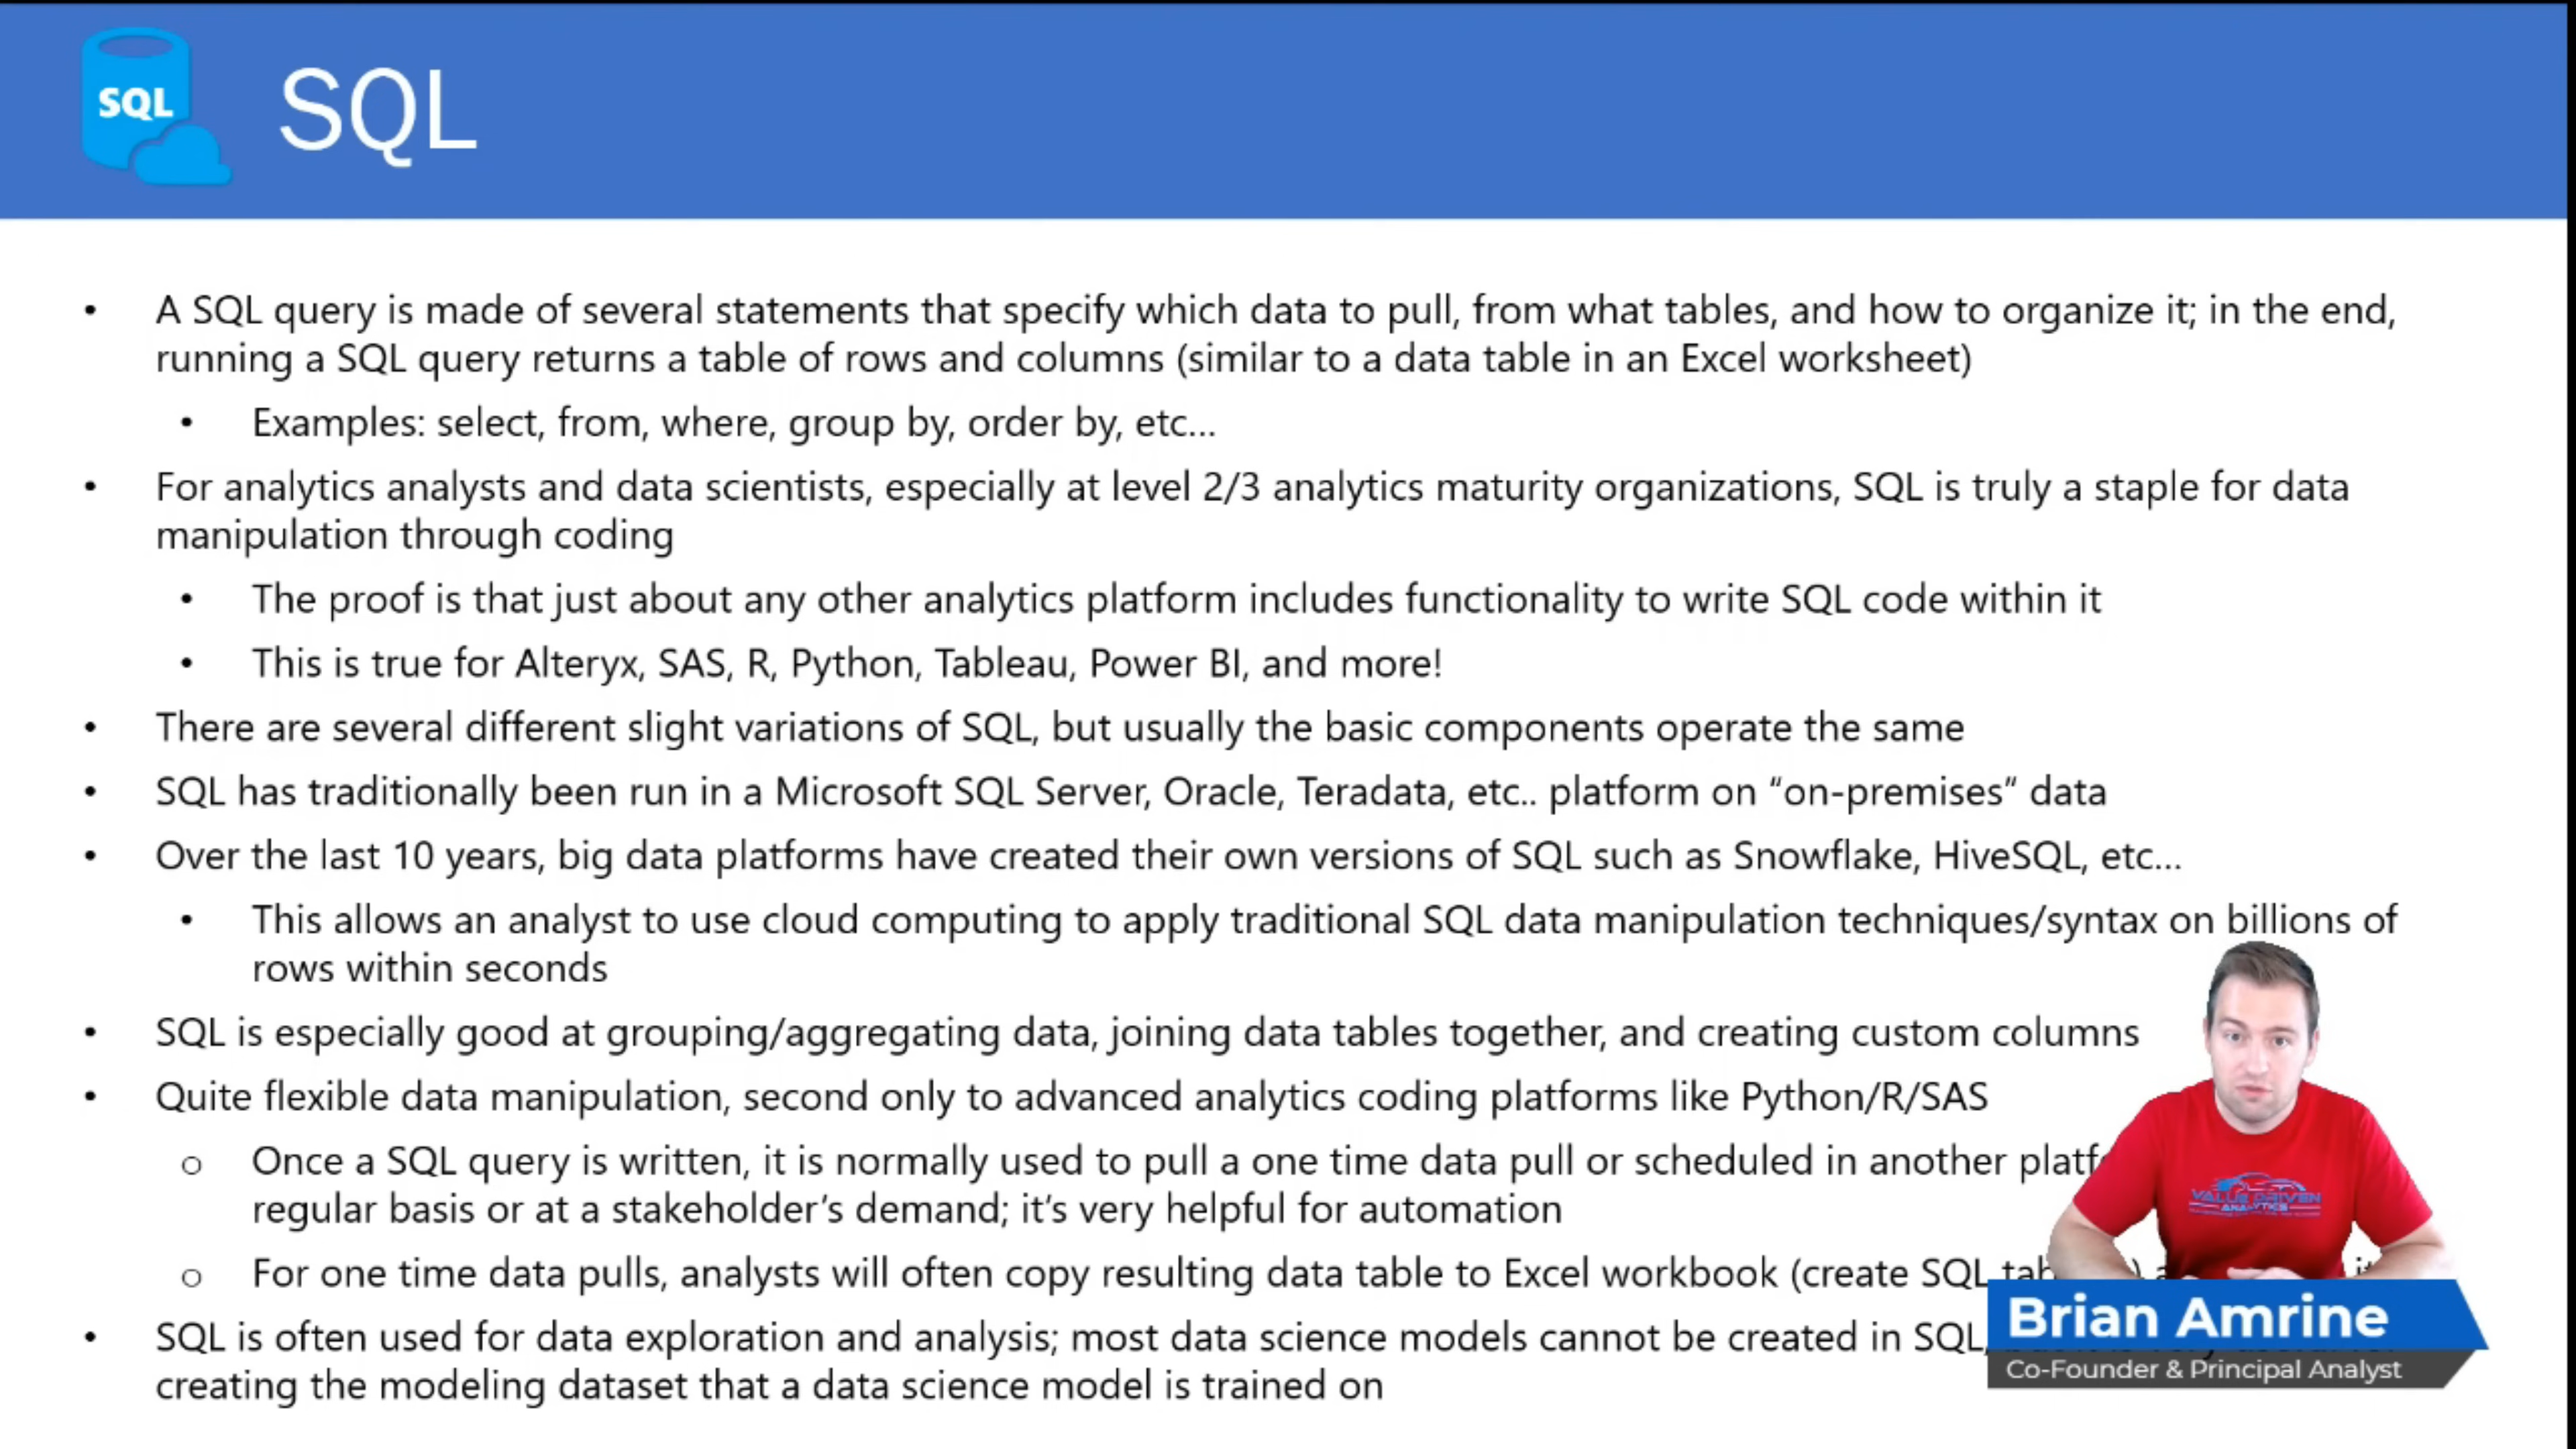 SQL
SQL
A SQL query is made of several statements that specify which data to pull, from what tables, and how to organize it; in the end,
running a SQL query returns a table of rows and columns (similar to a data table in an Excel worksheet)
Examples: select, from, where, group by, order by, etc...
For analytics analysts and data scientists, especially at level 2/3 analytics maturity organizations, SQL is truly a staple for data
manipulation through coding
The proof is that just about any other analytics platform includes functionality to write SQL code within it
This is true for Alteryx, SAS, R, Python, Tableau, Power BI, and more!
There are several different slight variations of SQL, but usually the basic components operate the same
SQL has traditionally been run in a Microsoft SQL Server, Oracle, Teradata, etc.. platform on “on-premises” data
Over the last 10 years, big data platforms have created their own versions of SQL such as Snowflake, HiveSQL, etc...
This allows an analyst to use cloud computing to apply traditional SQL data manipulation techniques/syntax on billions of
rows within seconds
SQL is especially good at grouping/aggregating data, joining data tables together, and creating custom columns
Quite flexible data manipulation, second only to advanced analytics coding platforms like Python/R/SAS
Once a SQL query is written, it is normally used to pull a one time data pull or scheduled in another
regular basis or at a stakeholder’s demand; it’s very helpful for automation
For one time data pulls, analysts will often copy resulting data table to Excel workbook (create SQL
SQL is often used for data exploration and analysis; most data science models cannot be created in SQL,
creating the modeling dataset that a data science model is trained on
VALUE DRIVEN
ANALYTICS
Brian Amrine
Co-Founder & Principal Analyst